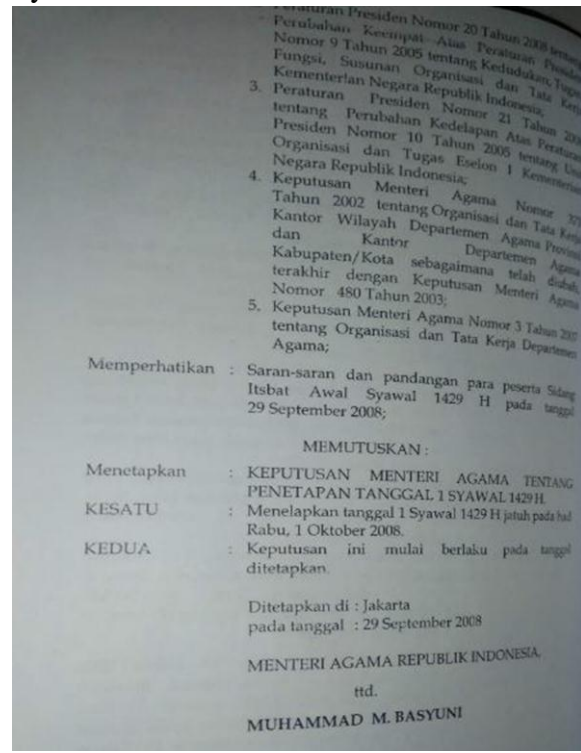 Peraturan Presiden Nomor 20 Tahun 2008 tentang
Perubahan Keempat Atas Peraturan Presiden
Nomor 9 Tahun 2005 tentang Kedudukan, Tugas,
Fungsi, Susunan Organisasi dan Tata Kerja
Kementerian Negara Republik Indonesia;
3. Peraturan Presiden Nomor 21 Tahun
tentang Perubahan Kedelapan Atas Peraturan
Presiden Nomor 10 Tahun 2005 tentang Unit
Organisasi dan Tugas Eselon I Kementerian
Negara Republik Indonesia;
4. Keputusan Menteri Agama Nomor
Tahun 2002 tentang Organisasi dan Tata Kerja
Kantor Wilayah Departemen Agama Provinsi
dan Kantor Departemen Agama
Kabupaten/Kota sebagaimana telah diubah,
terakhir dengan Keputusan Menteri Agama
Nomor 480 Tahun 2003;
5. Keputusan Menteri Agama Nomor 3 Tahun
tentang Organisasi dan Tata Kerja Departemen
Agama;
Memperhatikan : Saran-saran dan pandangan para peserta Sidang
Itsbat Awal Syawal 1429 H pada tanggal
29 September 2008;
MEMUTUSKAN :
Menetapkan : KEPUTUSAN MENTERI AGAMA TENTANG
PENETAPAN TANGGAL 1 SYAWAL 1429 H.
KESATU : Menelapkan tanggal 1 Syawal 1429 H jatuh pada hari
Rabu, 1 Oktober 2008.
KEDUA : Keputusan ini mulai berlaku pada tanggal
ditetapkan.
Ditetapkan di : Jakarta
pada tanggal : 29 September 2008
MENTERI AGAMA REPUBLIK INDONESIA,
ttd.
MUHAMMAD M. BASYUNI